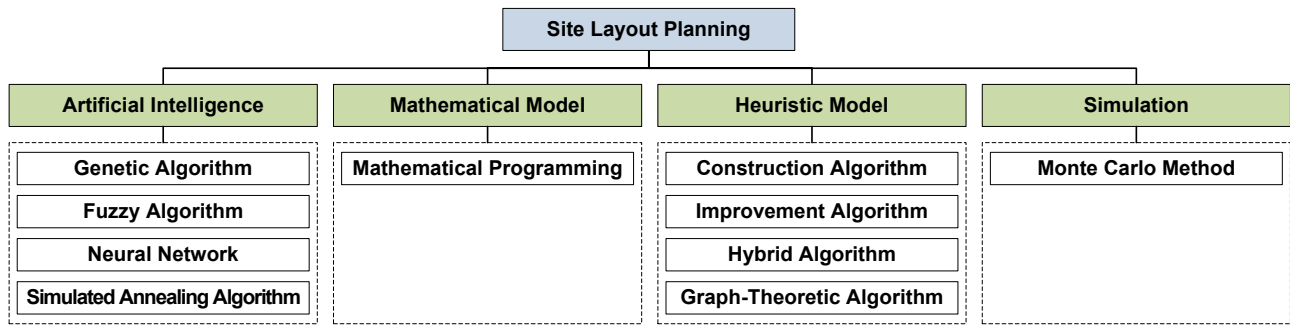 Site Layout Planning
Artificial Intelligence
Genetic Algorithm
Fuzzy Algorithm
Neural Network
Simulated Annealing Algorithm
Mathematical Model
Mathematical Programming
Heuristic Model
Construction Algorithm
Improvement Algorithm
Hybrid Algorithm
Graph-Theoretic Algorithm
Simulation
Monte Carlo Method